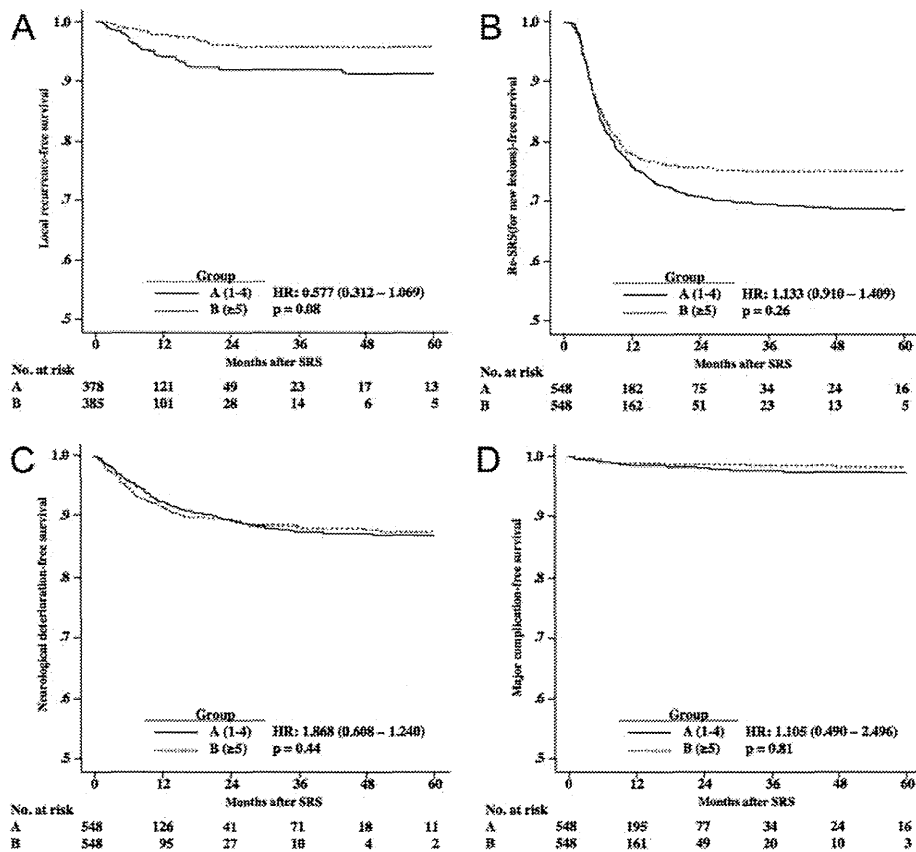 A
Local recurreace-free survival
1.0
.9
.8
.7
.6
.5
Group
A (1-4) HR: 0.577 (0.312 – 1.069)
B (≥5) p = 0.08
0 12 24 36 48 60
Months after SRS
No. at risk
A 378 121 49 23 17 13
B 385 101 28 14 6 5
B
Re-SRS(for new lesions)-free survival
1.0
.9
.8
.7
.6
.5
Group
A (1-4) HR: 1.133 (0.910 – 1.409)
B (≥5) p = 0.26
0 12 24 36 48 60
Months after SRS
No. at risk
A 548 182 75 34 24 16
B 548 162 51 23 13 5
C
Neurological deterioration-free survival
1.0
.9
.8
.7
.6
.5
Group
A (1-4) HR: 1.868 (0.608 – 1.240)
B (≥5) p = 0.44
0 12 24 36 48 60
Months after SRS
No. at risk
A 548 126 41 71 18 11
B 548 95 27 10 4 2
D
Major complication-free survival
1.0
.9
.8
.7
.6
.5
Group
A (1-4) HR: 1.105 (0.490 – 2.496)
B (≥5) p = 0.81
0 12 24 36 48 60
Months after SRS
No. at risk
A 548 195 77 34 24 16
B 548 161 49 20 10 3